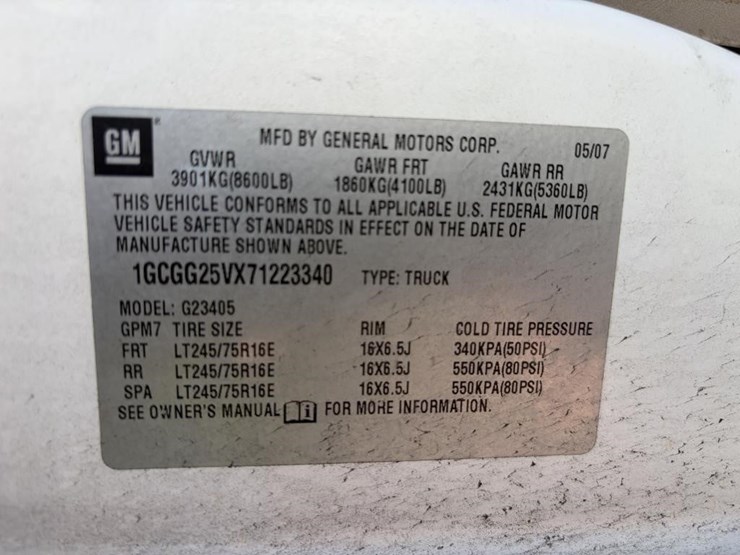 GM
MFD BY GENERAL MOTORS CORP. 05/07
GVWR GAWR FRT GAWR RR
3901KG(8600LB) 1860KG(4100LB) 2431KG(5360LB)
THIS VEHICLE CONFORMS TO ALL APPLICABLE U.S. FEDERAL MOTOR
VEHICLE SAFETY STANDARDS IN EFFECT ON THE DATE OF
MANUFACTURE SHOWN ABOVE.
1GCGG25VX71223340 TYPE: TRUCK
MODEL: G23405
GPM7 TIRE SIZE RIM COLD TIRE PRESSURE
FRT LT245/75R16E 16X6.5J 340KPA(50PSI)
RR LT245/75R16E 16X6.5J 550KPA(80PSI)
SPA LT245/75R16E 16X6.5J 550KPA(80PSI)
SEE OWNER'S MANUAL i FOR MORE INFORMATION.